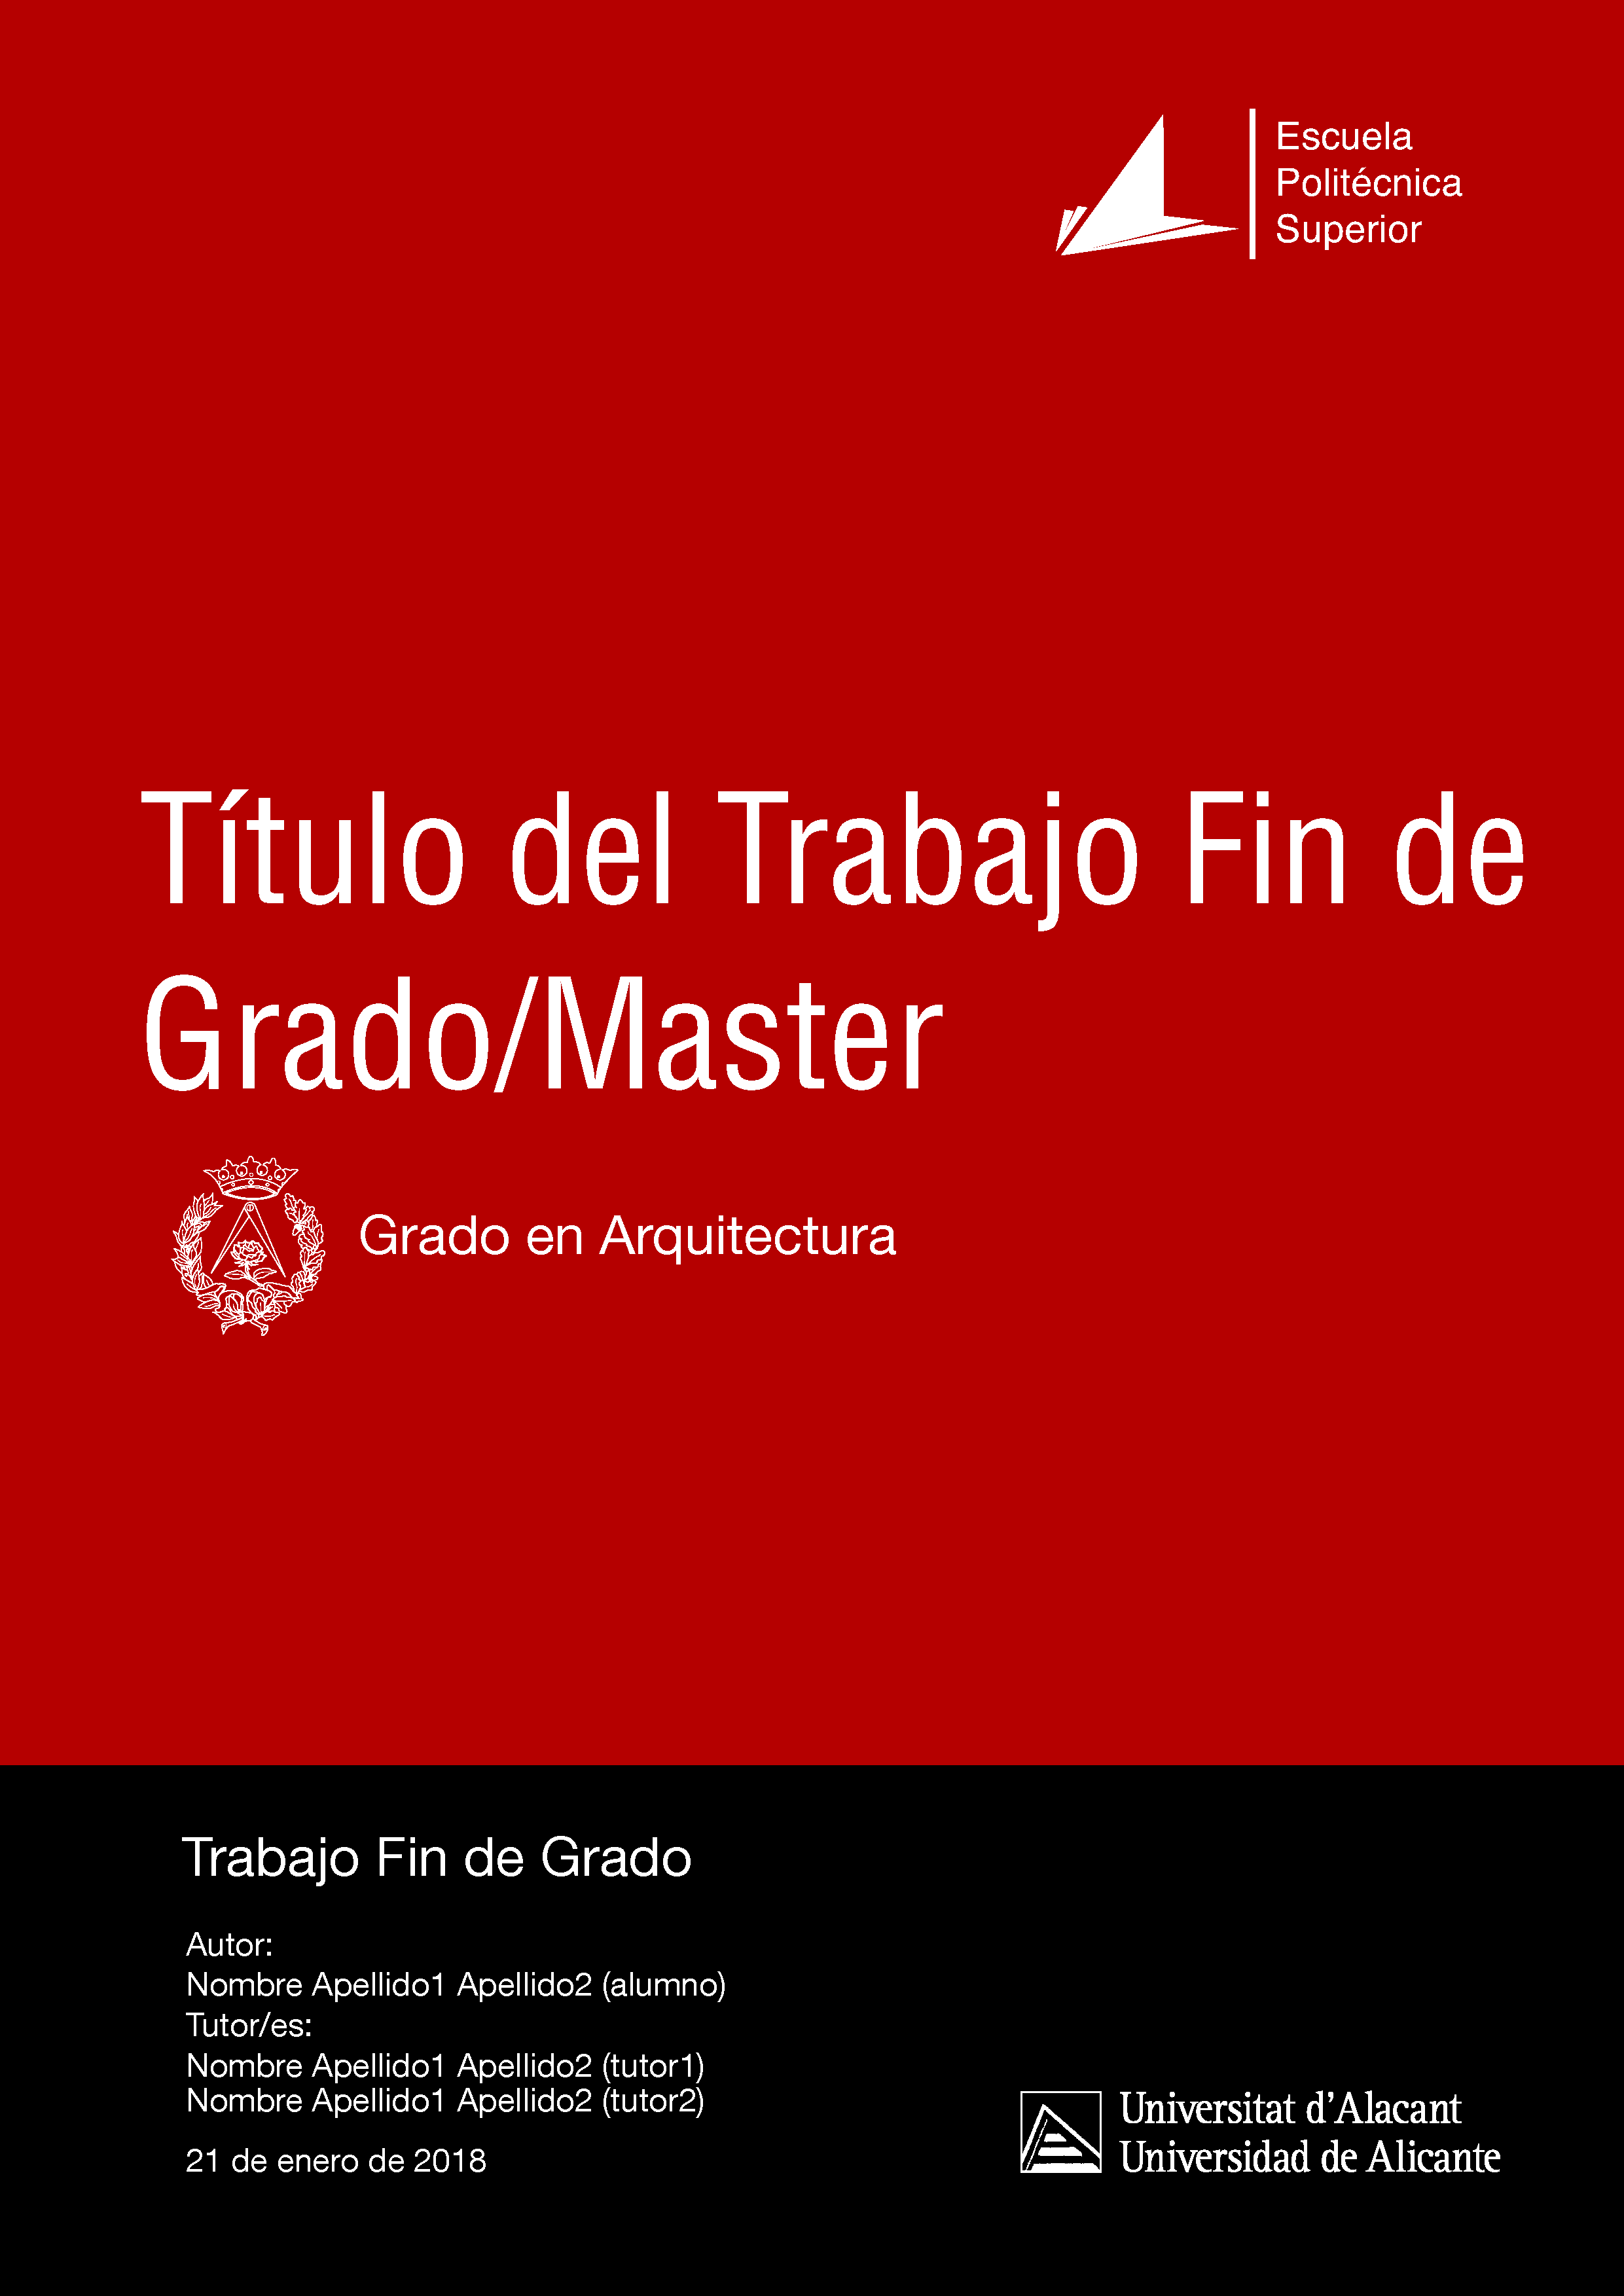 Escuela
Politécnica
Superior
Título del Trabajo Fin de
Grado/Master
Grado en Arquitectura
Trabajo Fin de Grado
Autor:
Nombre Apellido1 Apellido2 (alumno)
Tutor/es:
Nombre Apellido1 Apellido2 (tutor1)
Nombre Apellido1 Apellido2 (tutor2)
21 de enero de 2018
Universitat d’Alacant
Universidad de Alicante